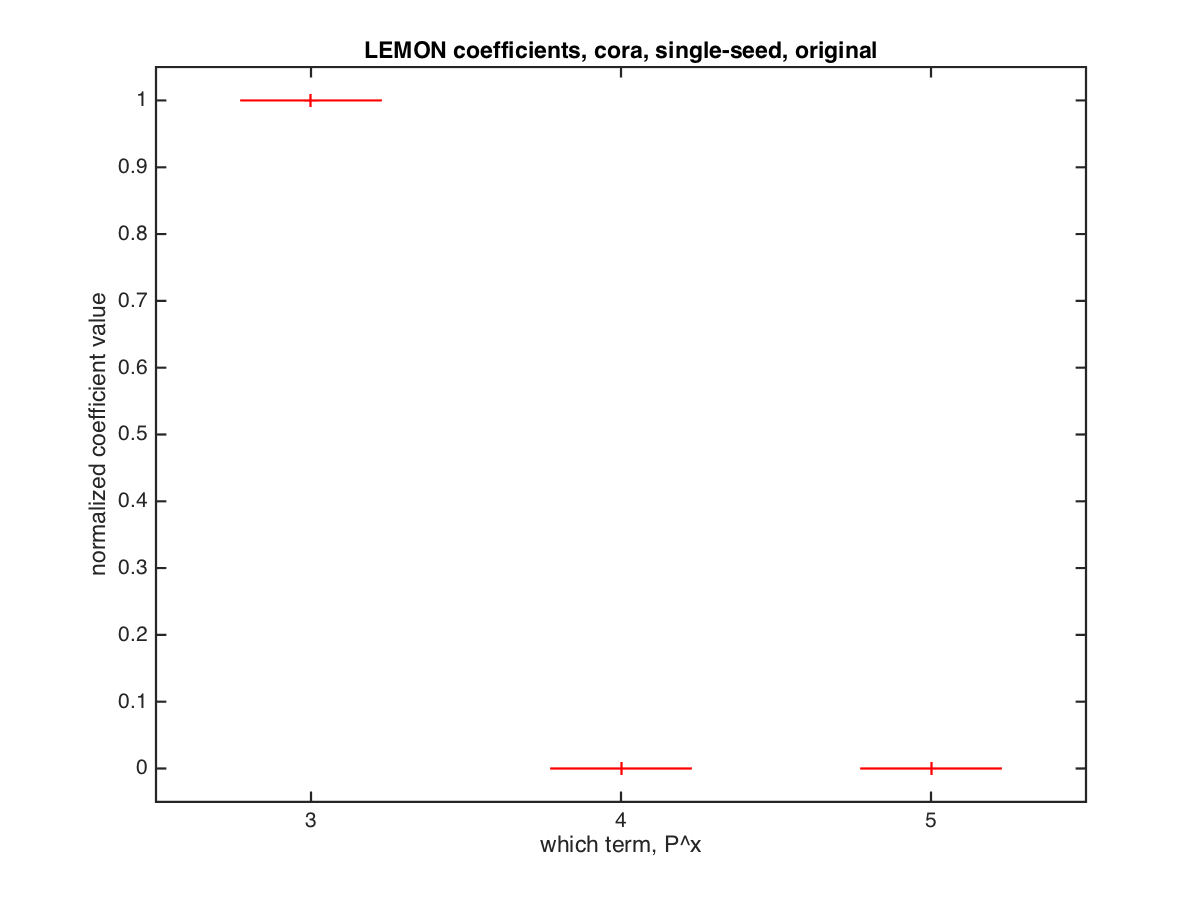 LEMON coefficients, cora, single-seed, original
1
0.9
0.8
0.7
0.6
0.5
0.4
0.3
0.2
0.1
0
normalized coefficient value
3 4 5
which term, P^x